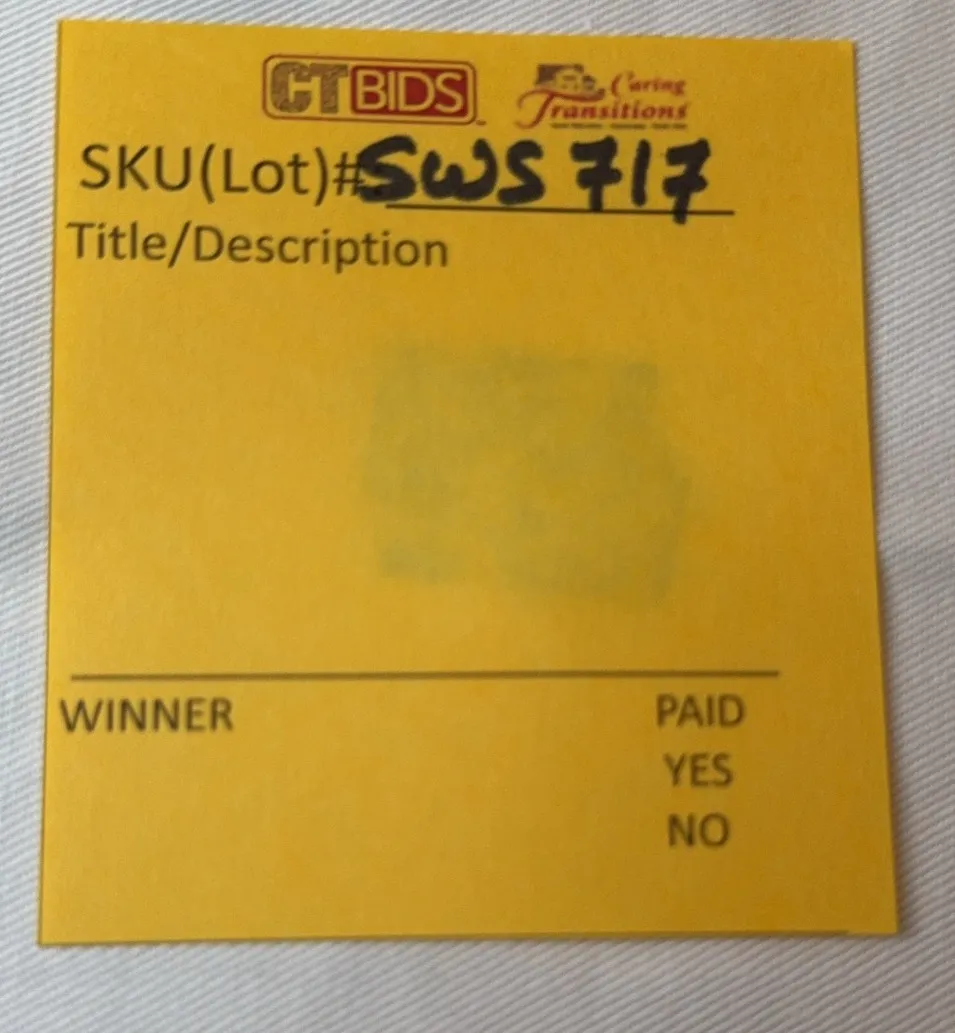 CTBIDS
Caring
Transitions
SKU(Lot)#SWS 717
Title/Description
WINNER PAID
YES
NO